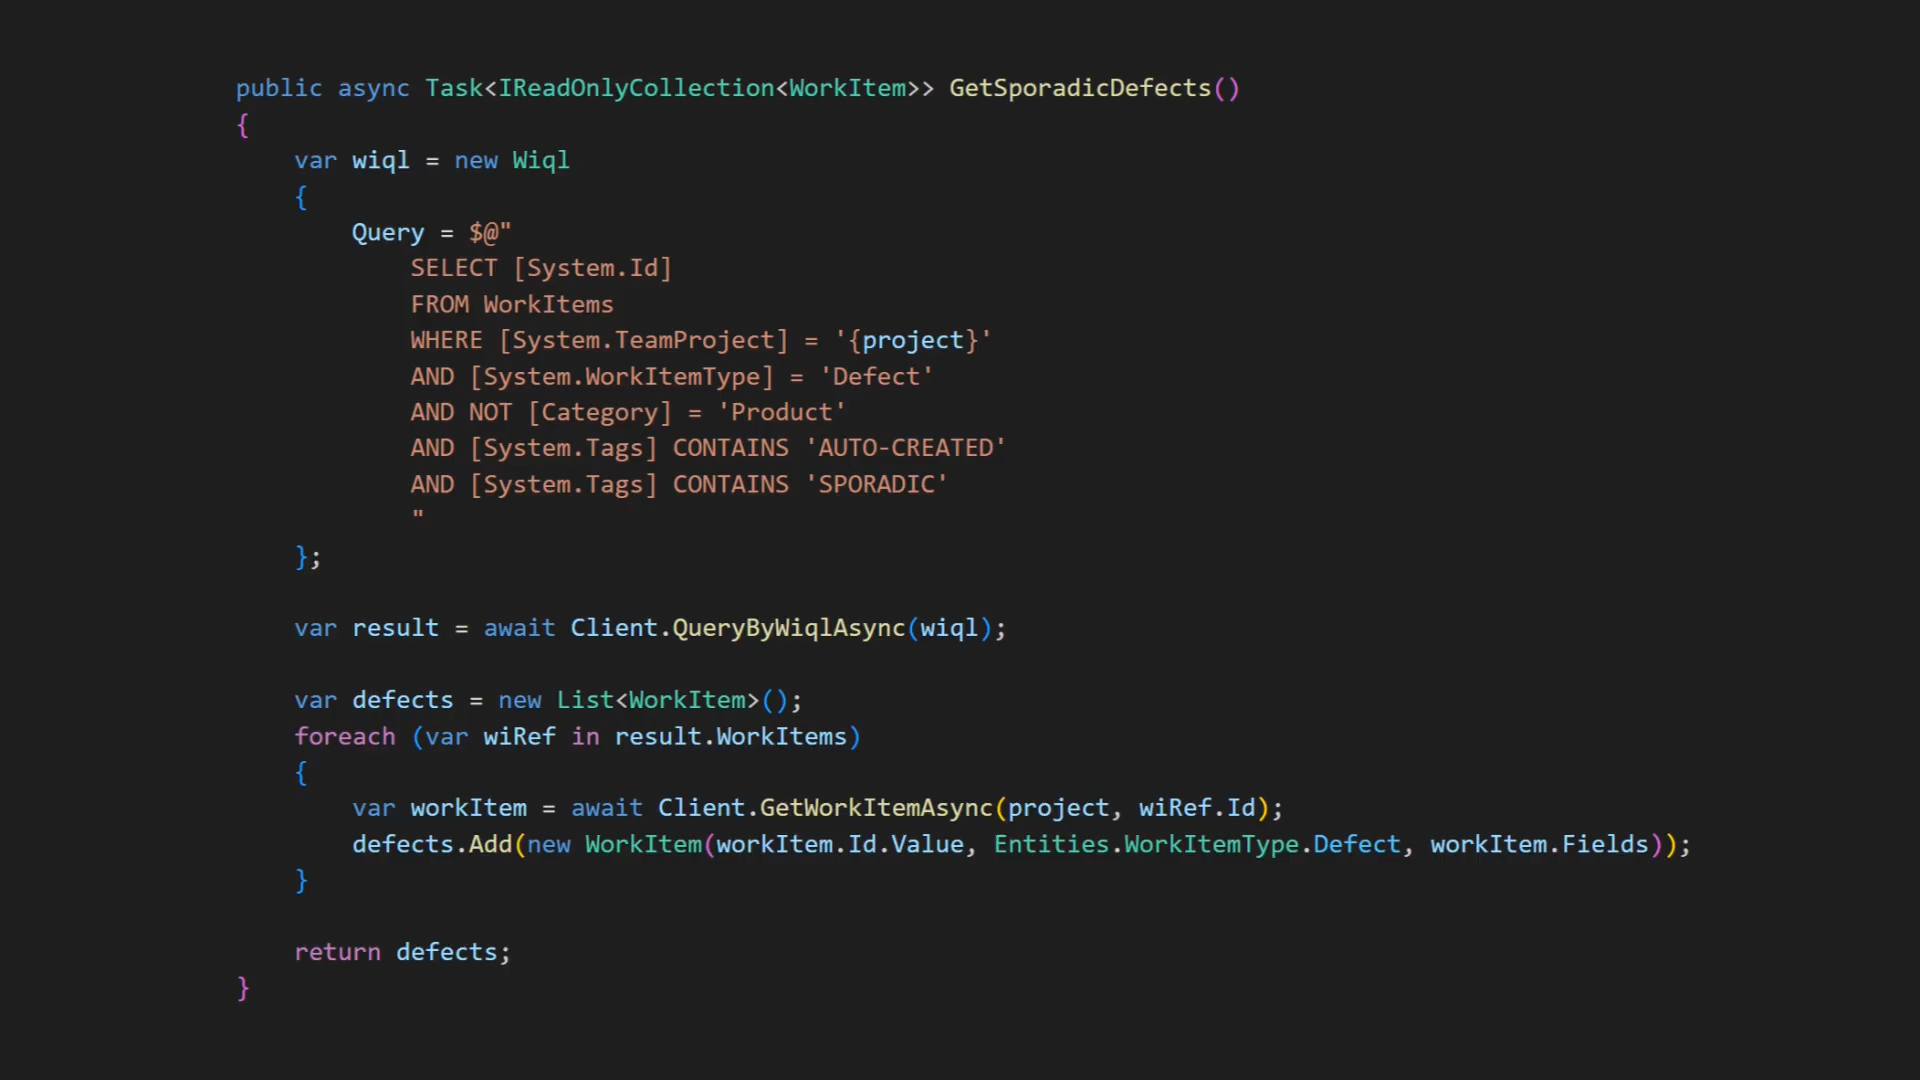 public async Task<IReadOnlyCollection<WorkItem>> GetSporadicDefects()
{
    var wiql = new Wiql
    {
        Query = $@"
            SELECT [System.Id]
            FROM WorkItems
            WHERE [System.TeamProject] = '{project}'
            AND [System.WorkItemType] = 'Defect'
            AND NOT [Category] = 'Product'
            AND [System.Tags] CONTAINS 'AUTO-CREATED'
            AND [System.Tags] CONTAINS 'SPORADIC'
            "
    };

    var result = await Client.QueryByWiqlAsync(wiql);

    var defects = new List<WorkItem>();
    foreach (var wiRef in result.WorkItems)
    {
        var workItem = await Client.GetWorkItemAsync(project, wiRef.Id);
        defects.Add(new WorkItem(workItem.Id.Value, Entities.WorkItemType.Defect, workItem.Fields));
    }

    return defects;
}